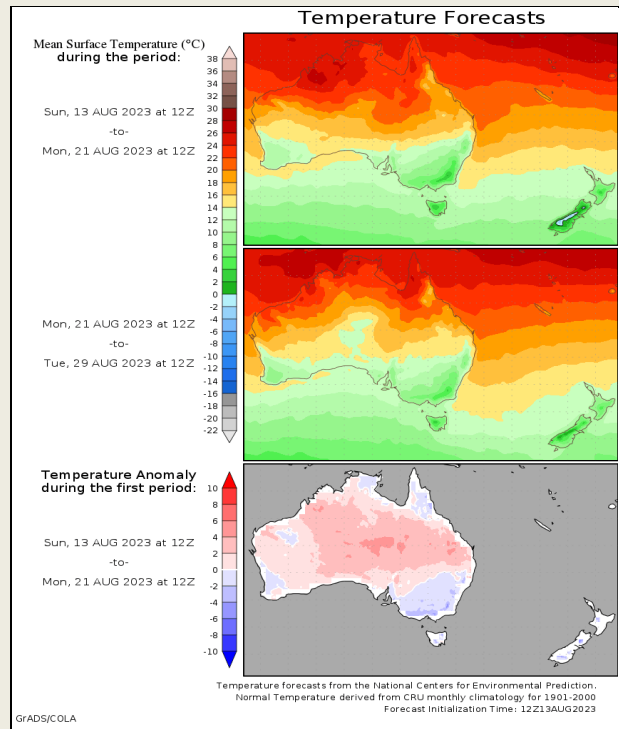 Temperature Forecasts
Mean Surface Temperature (°C)
during the period:
38
36
34
32
30
28
26
24
22
20
18
16
14
12
10
8
6
4
2
0
-2
-4
-6
-8
-10
-12
-14
-16
-18
-20
-22
Sun, 13 AUG 2023 at 12Z
-to-
Mon, 21 AUG 2023 at 12Z
Mon, 21 AUG 2023 at 12Z
-to-
Tue, 29 AUG 2023 at 12Z
Temperature Anomaly
during the first period:
10
8
6
4
2
0
-2
-4
-6
-8
-10
Sun, 13 AUG 2023 at 12Z
-to-
Mon, 21 AUG 2023 at 12Z
Temperature forecasts from the National Centers for Environmental Prediction.
Normal Temperature derived from CRU monthly climatology for 1901-2000
Forecast Initialization Time: 12Z13AUG2023
GrADS/COLA